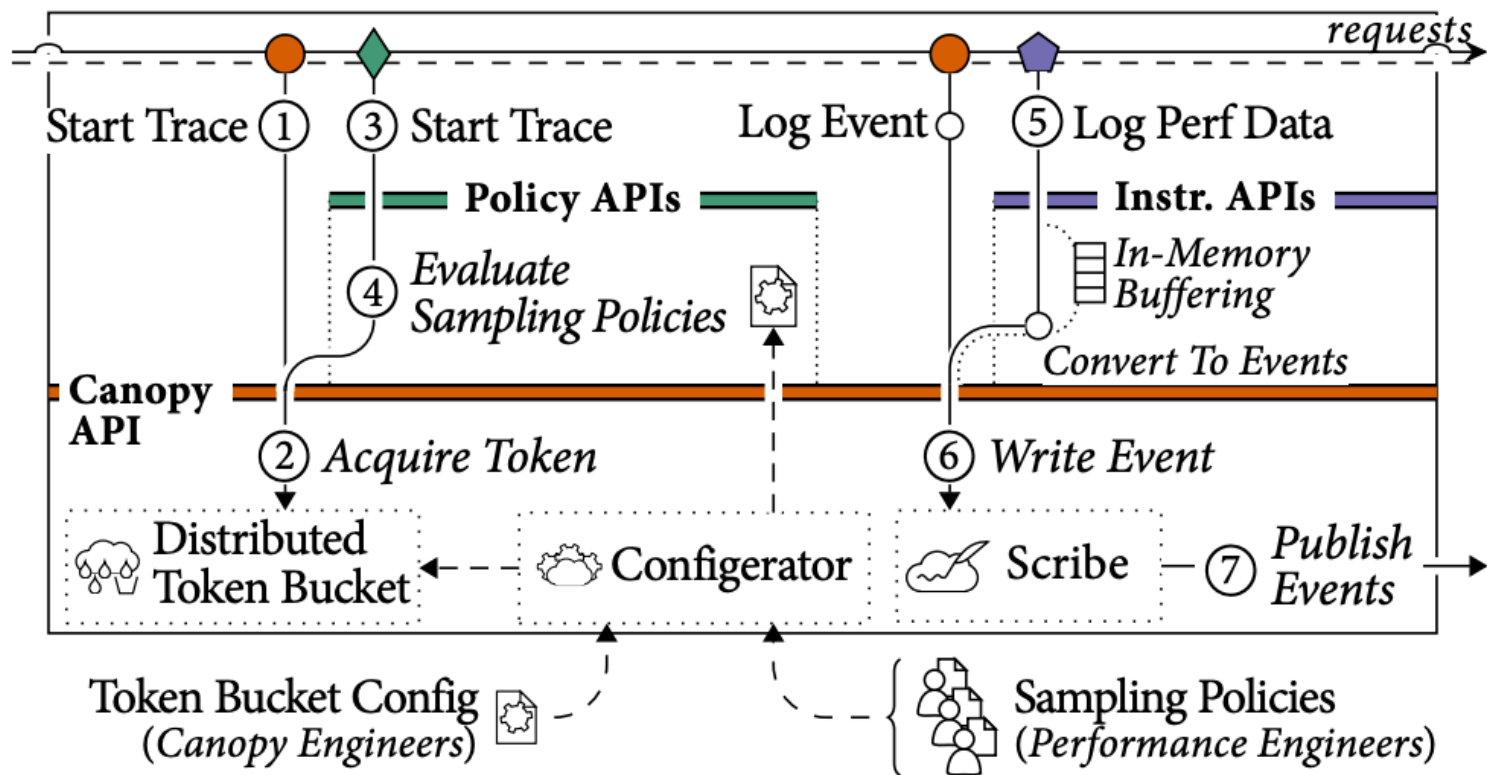 requests
Start Trace 1
3 Start Trace
Log Event
5 Log Perf Data
Policy APIs
Instr. APIs
4 Evaluate
Sampling Policies
In-Memory
Buffering
Convert To Events
Canopy
API
2 Acquire Token
6 Write Event
Distributed
Token Bucket
Configerator
Scribe
7 Publish
Events
Token Bucket Config
(Canopy Engineers)
Sampling Policies
(Performance Engineers)